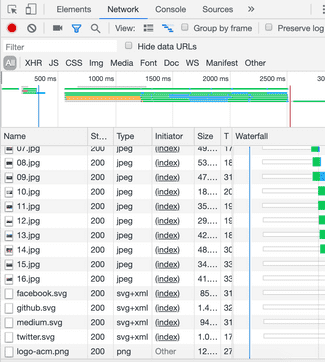 Elements Network Console Sources »
View: Group by frame Preserve log
Filter Hide data URLs
All XHR JS CSS Img Media Font Doc WS Manifest Other
500 ms 1000 ms 1500 ms 2000 ms 2500 ms
Name St… Type Initiator Size T Waterfall
07.jpg 200 jpeg (index) 49.… 17
08.jpg 200 jpeg (index) 53.… 18
09.jpg 200 jpeg (index) 47.… 31
10.jpg 200 jpeg (index) 18.… 20
11.jpg 200 jpeg (index) 35.… 19
12.jpg 200 jpeg (index) 29.… 19
13.jpg 200 jpeg (index) 42.… 18
14.jpg 200 jpeg (index) 48.… 30
15.jpg 200 jpeg (index) 34.… 33
16.jpg 200 jpeg (index) 41.… 33
facebook.svg 200 svg+xml (index) 85… 31
github.svg 200 svg+xml (index) 1.4… 32
medium.svg 200 svg+xml (index) 94… 31
twitter.svg 200 svg+xml (index) 1.0… 17
logo-acm.png 200 png Other 12.… 27